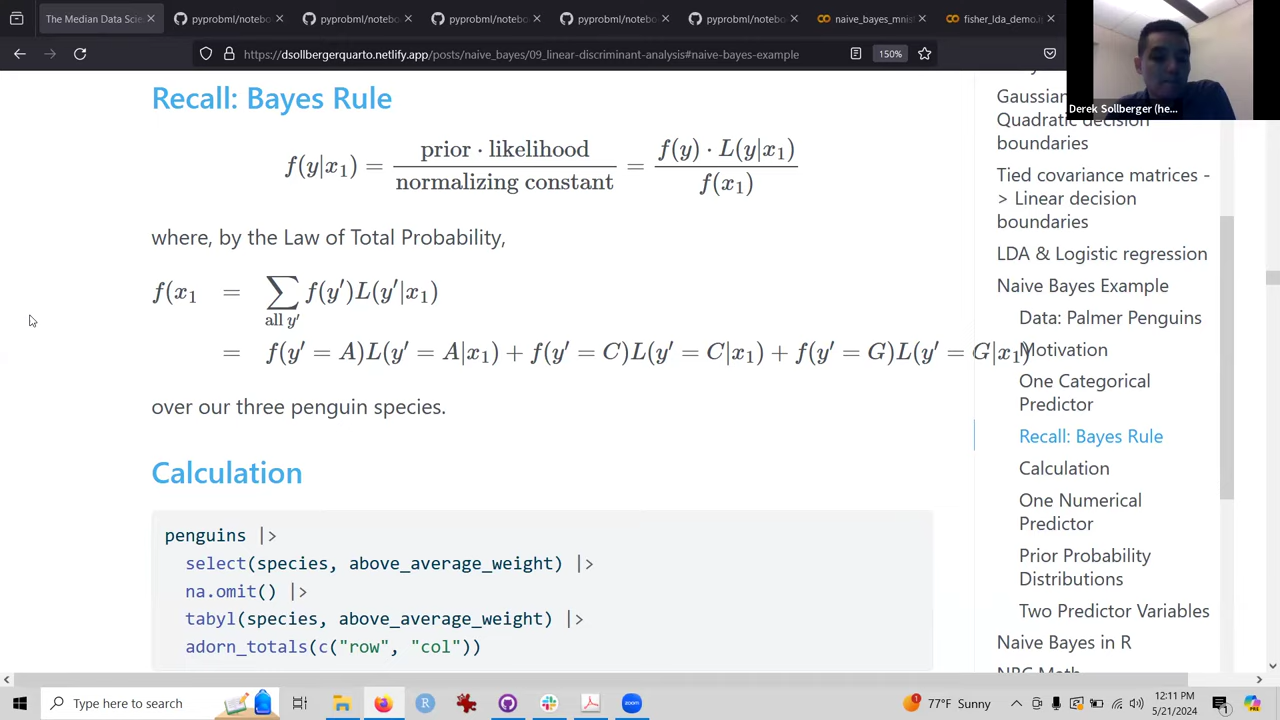 The Median Data Scie
pyprobml/notebo
pyprobml/notebo
pyprobml/notebo
pyprobml/notebo
pyprobml/notebo
naive_bayes_mnis
fisher_lda_demo.i
https://dsollbergerquarto.netlify.app/posts/naive_bayes/09_linear-discriminant-analysis#naive-bayes-example
150%
Derek Sollberger (he...
Recall: Bayes Rule
f(y|x₁) = prior · likelihood / normalizing constant = f(y) · L(y|x₁) / f(x₁)
where, by the Law of Total Probability,
f(x₁ = ∑ all y′ f(y′)L(y′|x₁)
= f(y′ = A)L(y′ = A|x₁) + f(y′ = C)L(y′ = C|x₁) + f(y′ = G)L(y′ = G|x₁)
over our three penguin species.
Calculation
penguins |>
select(species, above_average_weight) |>
na.omit() |>
tabyl(species, above_average_weight) |>
adorn_totals(c("row", "col"))
Gaussian
Quadratic decision
boundaries
Tied covariance matrices -
> Linear decision
boundaries
LDA & Logistic regression
Naive Bayes Example
Data: Palmer Penguins
Motivation
One Categorical
Predictor
Recall: Bayes Rule
Calculation
One Numerical
Predictor
Prior Probability
Distributions
Two Predictor Variables
Naive Bayes in R
NBC Math
Type here to search
R
zoom
77°F Sunny
12:11 PM
5/21/2024
1